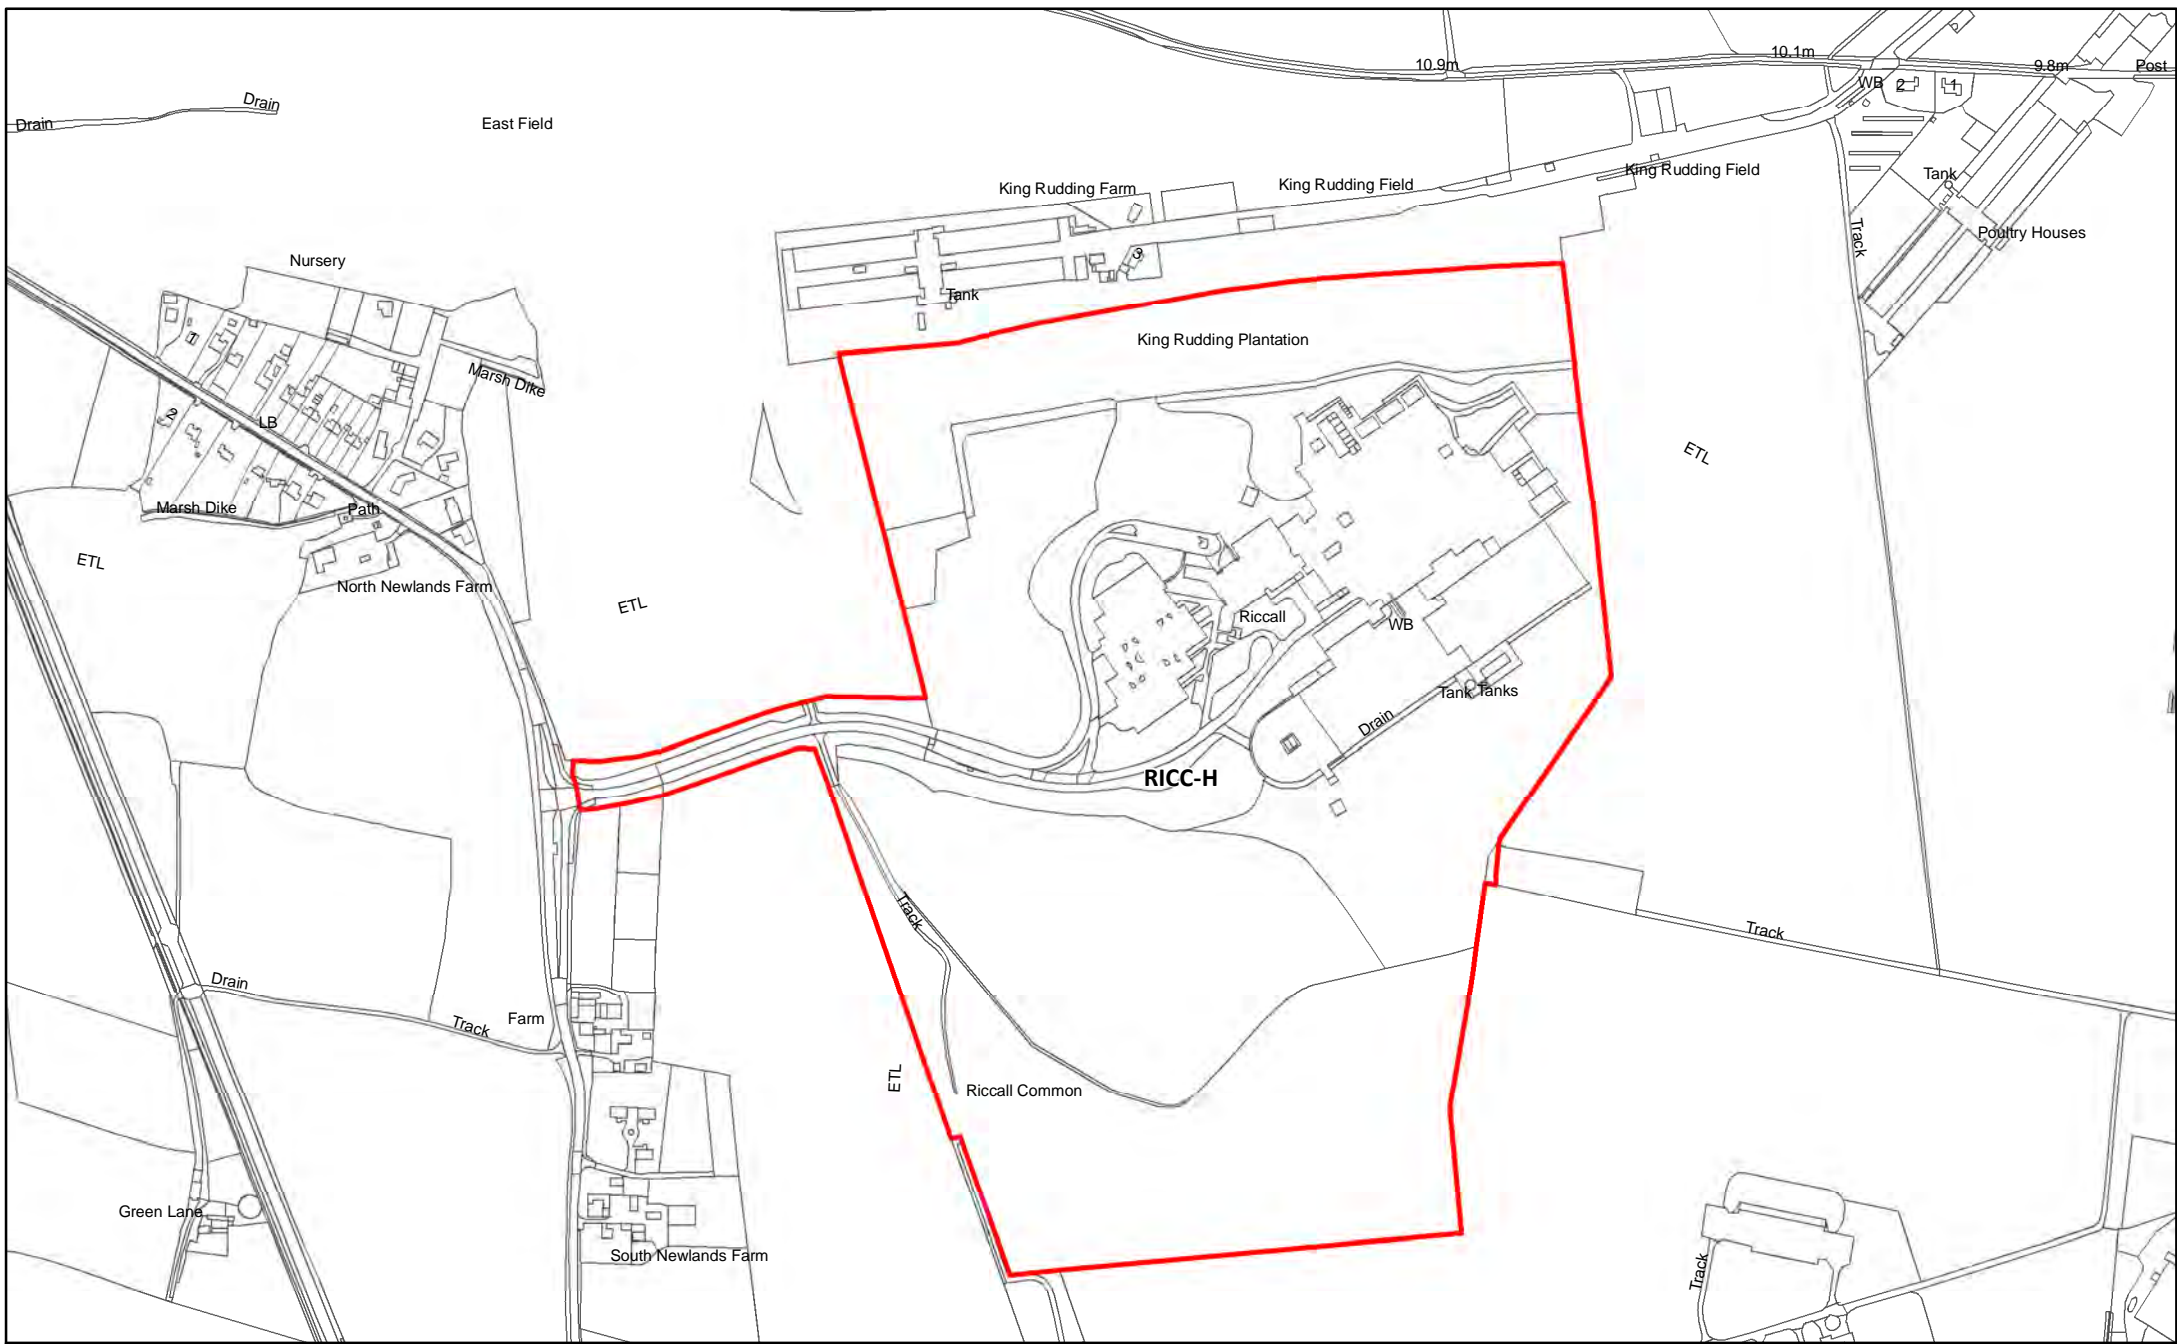 10.9m
10.1m
9.8m
Post
WB
2
1
Drain
Drain
East Field
King Rudding Farm
King Rudding Field
King Rudding Field
Tank
Track
Poultry Houses
Nursery
3
Tank
1
King Rudding Plantation
Marsh Dike
2
LB
ETL
Marsh Dike
Path
ETL
North Newlands Farm
ETL
Riccall
WB
Tank
Tanks
Drain
RICC-H
Track
Track
Drain
Track
Farm
ETL
Riccall Common
Green Lane
South Newlands Farm
Track